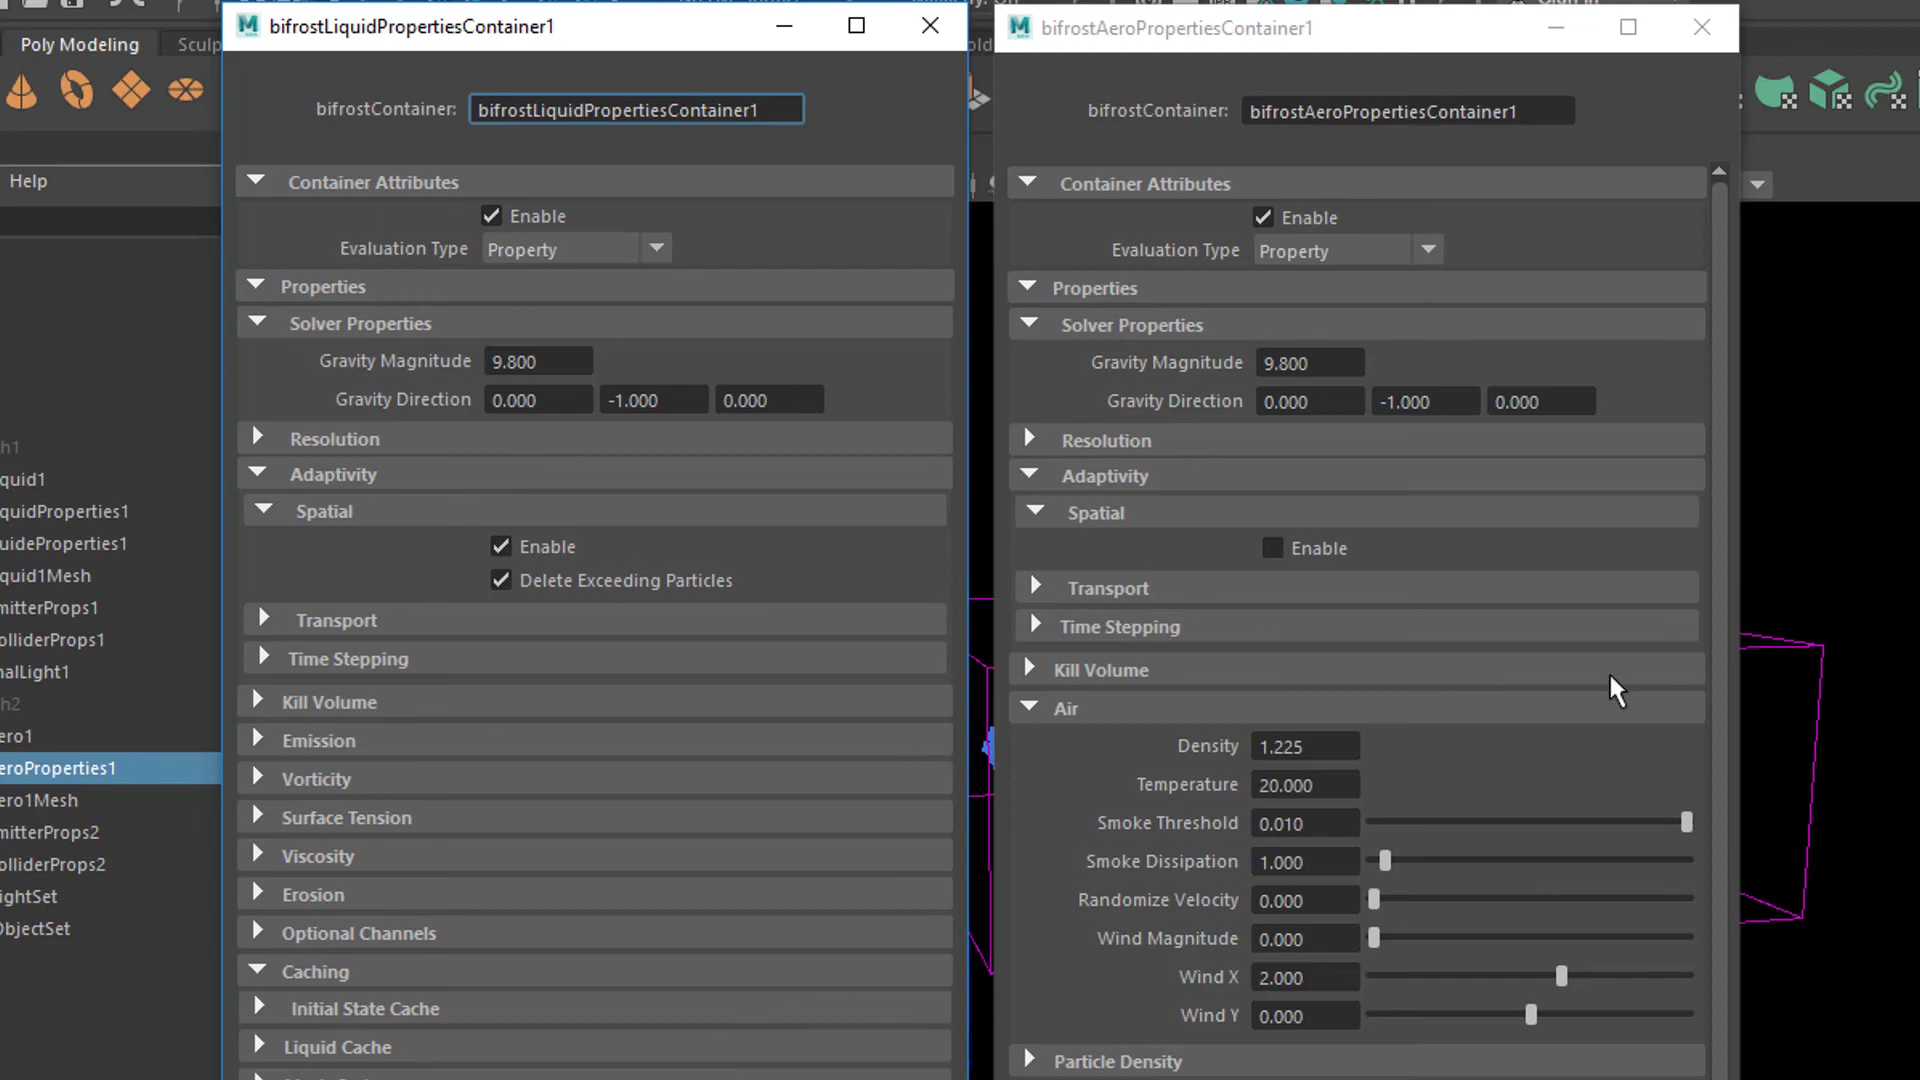 Poly Modeling
Sculp
Help
h1
quid1
quidProperties1
uideProperties1
quid1Mesh
mitterProps1
olliderProps1
nalLight1
h2
ero1
eroProperties1
ero1Mesh
mitterProps2
olliderProps2
ightSet
ObjectSet
bifrostLiquidPropertiesContainer1
bifrostContainer: bifrostLiquidPropertiesContainer1
Container Attributes
Enable
Evaluation Type Property
Properties
Solver Properties
Gravity Magnitude 9.800
Gravity Direction 0.000 -1.000 0.000
Resolution
Adaptivity
Spatial
Enable
Delete Exceeding Particles
Transport
Time Stepping
Kill Volume
Emission
Vorticity
Surface Tension
Viscosity
Erosion
Optional Channels
Caching
Initial State Cache
Liquid Cache
bifrostAeroPropertiesContainer1
bifrostContainer: bifrostAeroPropertiesContainer1
Container Attributes
Enable
Evaluation Type Property
Properties
Solver Properties
Gravity Magnitude 9.800
Gravity Direction 0.000 -1.000 0.000
Resolution
Adaptivity
Spatial
Enable
Transport
Time Stepping
Kill Volume
Air
Density 1.225
Temperature 20.000
Smoke Threshold 0.010
Smoke Dissipation 1.000
Randomize Velocity 0.000
Wind Magnitude 0.000
Wind X 2.000
Wind Y 0.000
Particle Density